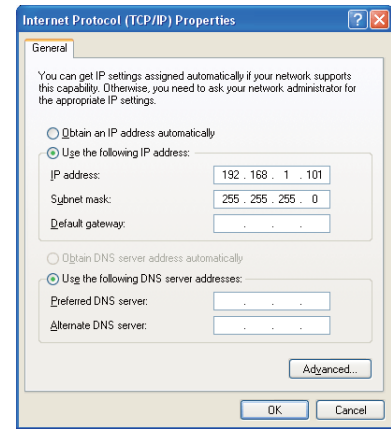 Internet Protocol (TCP/IP) Properties
General
You can get IP settings assigned automatically if your network supports
this capability. Otherwise, you need to ask your network administrator for
the appropriate IP settings.
Obtain an IP address automatically
Use the following IP address:
IP address: 192 . 168 . 1 . 101
Subnet mask: 255 . 255 . 255 . 0
Default gateway: . . .
Obtain DNS server address automatically
Use the following DNS server addresses:
Preferred DNS server: . . .
Alternate DNS server: . . .
Advanced...
OK Cancel